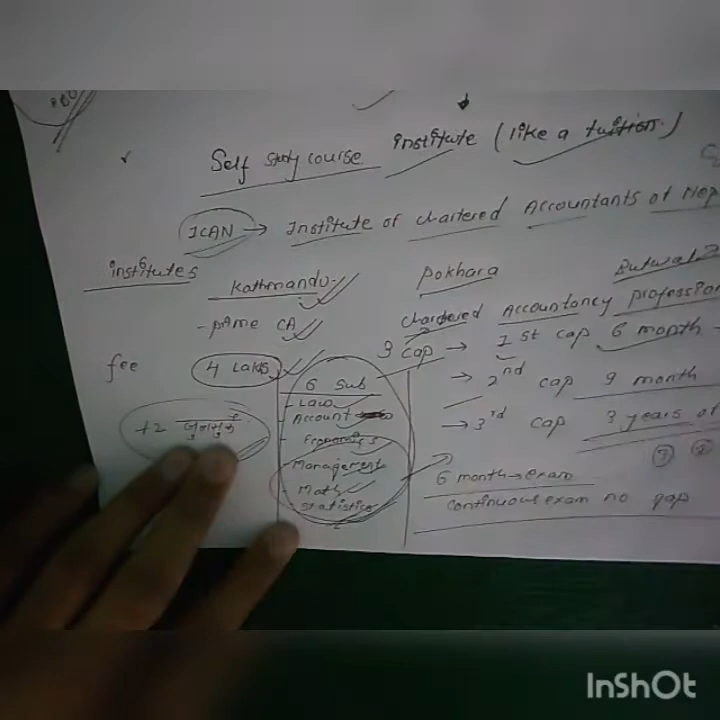 Self study course institute (like a tuition)
ICAN → Institute of Chartered Accountants of Nep
institutes Kathmandu Pokhara Butwal
- prime CA
Chartered Accountancy profession
3 cap → 1st cap 6 month -
fee 4 Lakhs
→ 2nd cap 9 month
→ 3rd cap 3 years of
6 Sub
- Law
- Account
- Economics
- Management
- Math
- Statistics
+2
6 month → exam
continuous exam no gap
InShOt